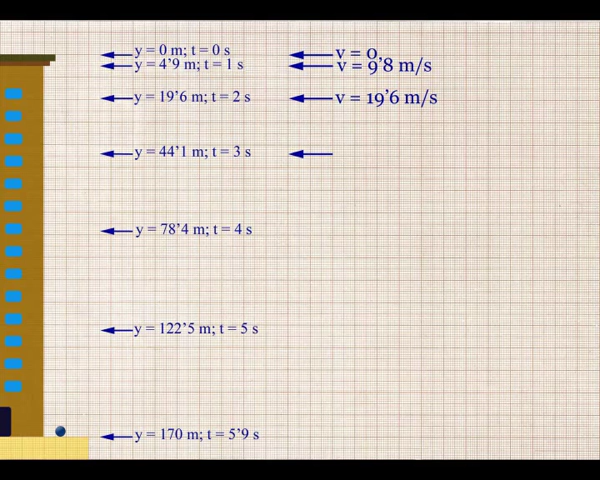 y = 0 m; t = 0 s
v = 0
y = 4'9 m; t = 1 s
v = 9'8 m/s
y = 19'6 m; t = 2 s
v = 19'6 m/s
y = 44'1 m; t = 3 s
y = 78'4 m; t = 4 s
y = 122'5 m; t = 5 s
y = 170 m; t = 5'9 s